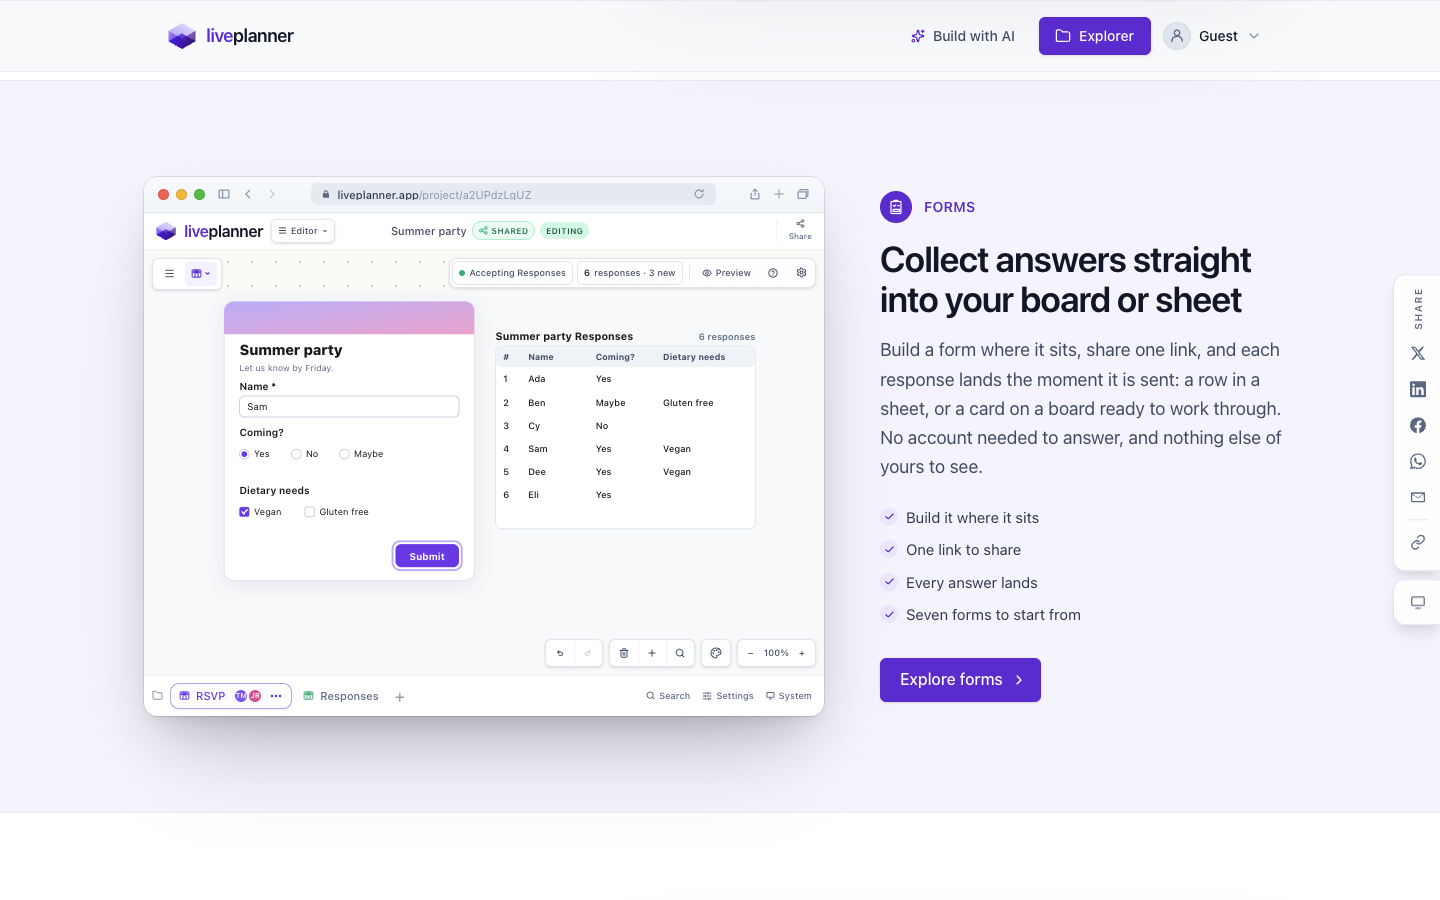 liveplanner
Build with AI
Explorer
Guest
liveplanner.app/project/a2UPdzLqUZ
liveplanner
Editor
Summer party
SHARED
EDITING
Share
Accepting Responses
6 responses · 3 new
Preview
Summer party
Let us know by Friday.
Name *
Sam
Coming?
Yes
No
Maybe
Dietary needs
Vegan
Gluten free
Submit
Summer party Responses
6 responses
# Name Coming? Dietary needs
1 Ada Yes
2 Ben Maybe Gluten free
3 Cy No
4 Sam Yes Vegan
5 Dee Yes Vegan
6 Eli Yes
100%
RSVP
TM
JR
Responses
Search
Settings
System
FORMS
Collect answers straight
into your board or sheet
Build a form where it sits, share one link, and each
response lands the moment it is sent: a row in a
sheet, or a card on a board ready to work through.
No account needed to answer, and nothing else of
yours to see.
Build it where it sits
One link to share
Every answer lands
Seven forms to start from
Explore forms
SHARE